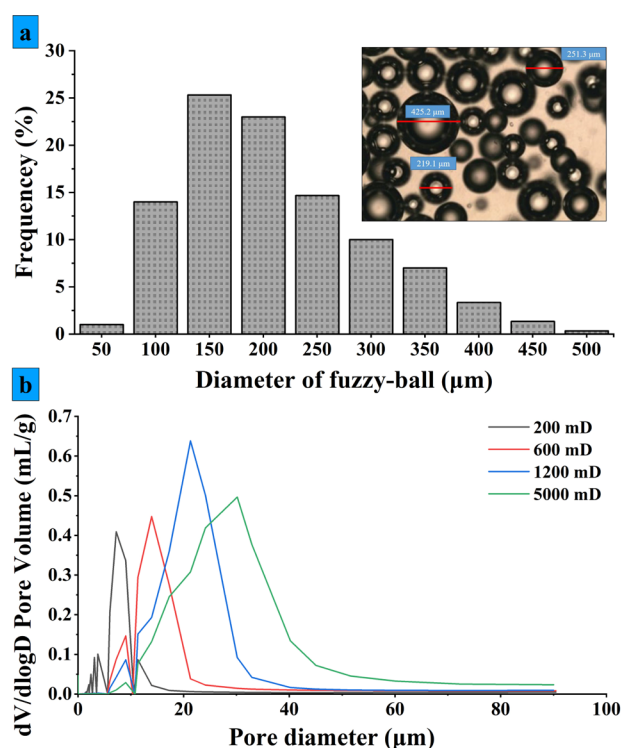 a
30
25
20
15
10
5
0
Frequencey (%)
251.3 μm
425.2 μm
219.1 μm
50 100 150 200 250 300 350 400 450 500
Diameter of fuzzy-ball (μm)
b
0.7
0.6
0.5
0.4
0.3
0.2
0.1
0.0
dV/dlogD Pore Volume (mL/g)
200 mD
600 mD
1200 mD
5000 mD
0 20 40 60 80 100
Pore diameter (μm)